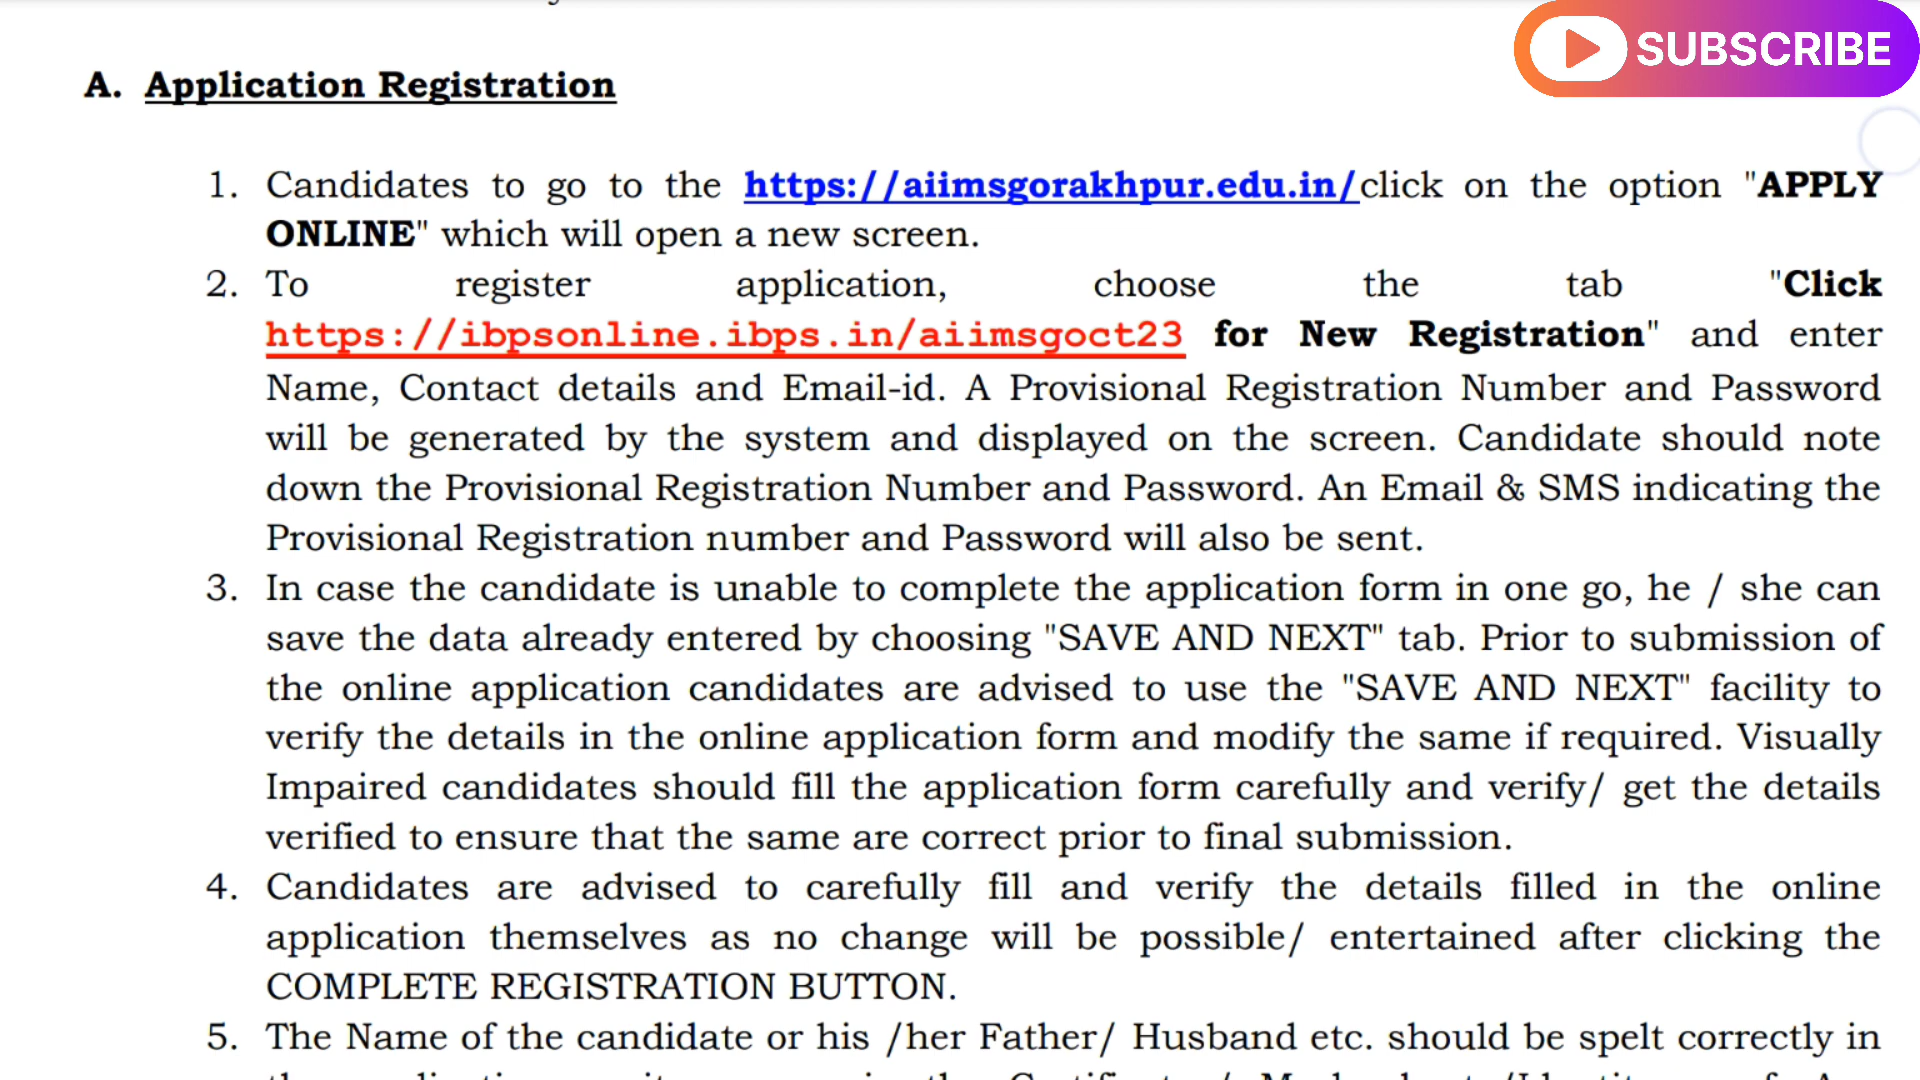 SUBSCRIBE
A. Application Registration
1. Candidates to go to the https://aiimsgorakhpur.edu.in/click on the option "APPLY
ONLINE" which will open a new screen.
2. To register application, choose the tab "Click
https://ibpsonline.ibps.in/aiimsgoct23 for New Registration" and enter
Name, Contact details and Email-id. A Provisional Registration Number and Password
will be generated by the system and displayed on the screen. Candidate should note
down the Provisional Registration Number and Password. An Email & SMS indicating the
Provisional Registration number and Password will also be sent.
3. In case the candidate is unable to complete the application form in one go, he / she can
save the data already entered by choosing "SAVE AND NEXT" tab. Prior to submission of
the online application candidates are advised to use the "SAVE AND NEXT" facility to
verify the details in the online application form and modify the same if required. Visually
Impaired candidates should fill the application form carefully and verify/ get the details
verified to ensure that the same are correct prior to final submission.
4. Candidates are advised to carefully fill and verify the details filled in the online
application themselves as no change will be possible/ entertained after clicking the
COMPLETE REGISTRATION BUTTON.
5. The Name of the candidate or his /her Father/ Husband etc. should be spelt correctly in